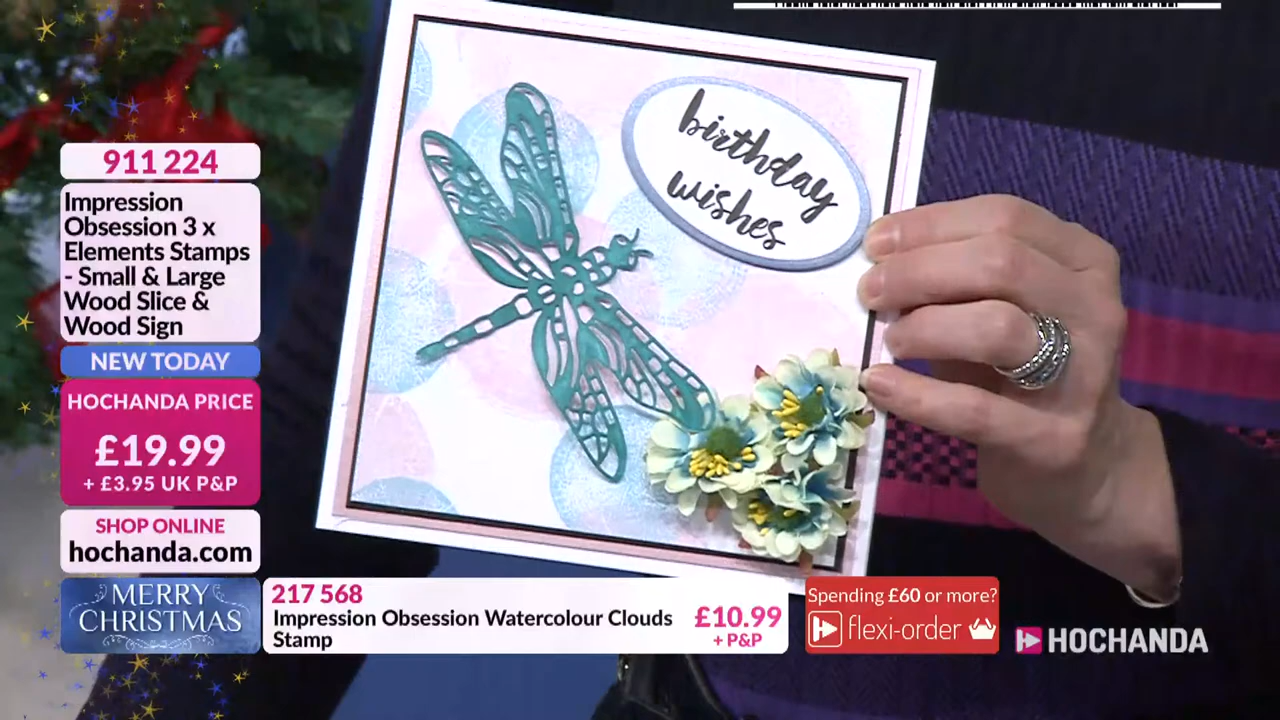 911 224
Impression
Obsession 3 x
Elements Stamps
- Small & Large
Wood Slice &
Wood Sign
NEW TODAY
HOCHANDA PRICE
£19.99
+ £3.95 UK P&P
SHOP ONLINE
hochanda.com
MERRY
CHRISTMAS
birthday
wishes
217 568
Impression Obsession Watercolour Clouds
Stamp
£10.99
+ P&P
Spending £60 or more?
flexi-order
HOCHANDA